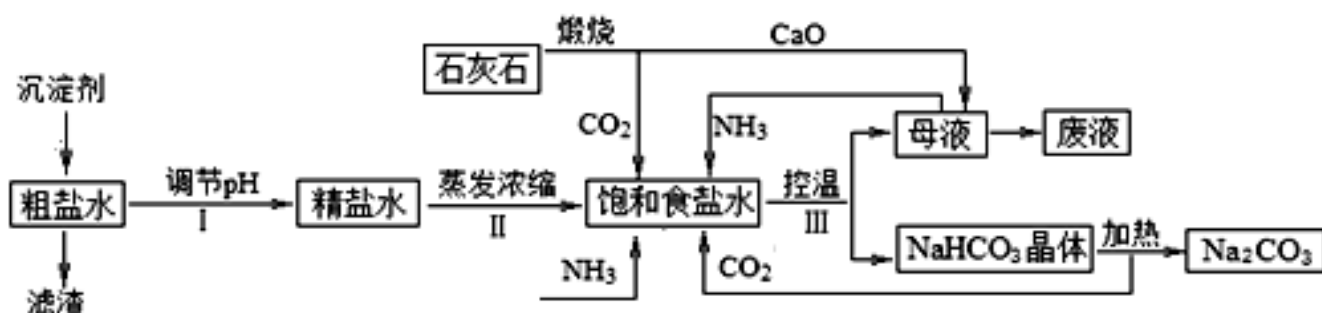 煅烧
CaO
石灰石
沉淀剂
CO₂
NH₃
母液
废液
粗盐水
调节pH
I
精盐水
蒸发浓缩
II
饱和食盐水
控温
III
NaHCO₃晶体
加热
Na₂CO₃
NH₃
CO₂
滤渣